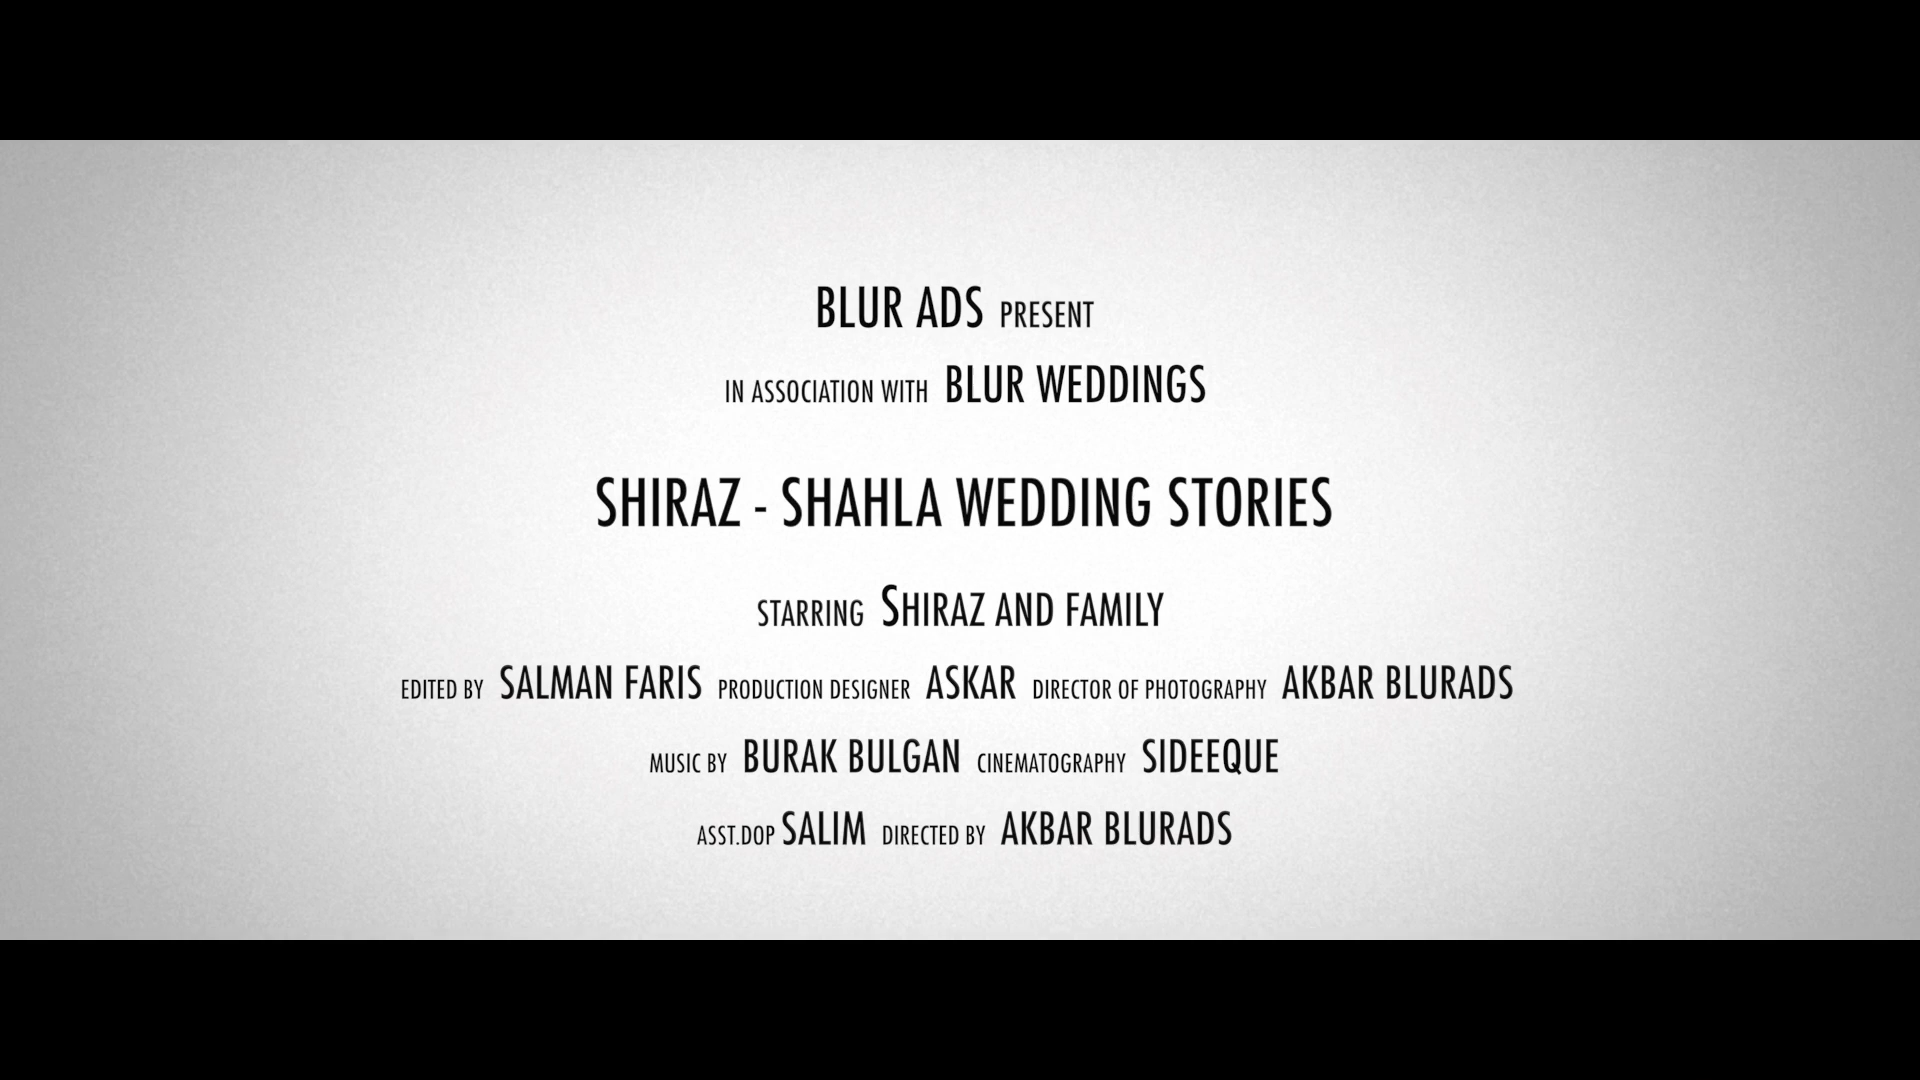 BLUR ADS PRESENT
IN ASSOCIATION WITH BLUR WEDDINGS
SHIRAZ - SHAHLA WEDDING STORIES
STARRING SHIRAZ AND FAMILY
EDITED BY SALMAN FARIS PRODUCTION DESIGNER ASKAR DIRECTOR OF PHOTOGRAPHY AKBAR BLURADS
MUSIC BY BURAK BULGAN CINEMATOGRAPHY SIDEEQUE
ASST.DOP SALIM DIRECTED BY AKBAR BLURADS